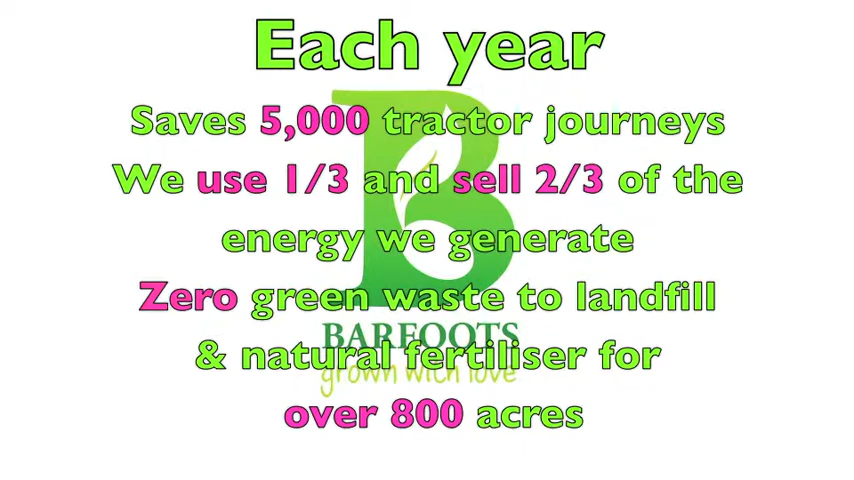 Each year
Saves 5,000 tractor journeys
We use 1/3 and sell 2/3 of the
energy we generate
Zero green waste to landfill
BARFOOTS
& natural fertiliser for
grown with love
over 800 acres